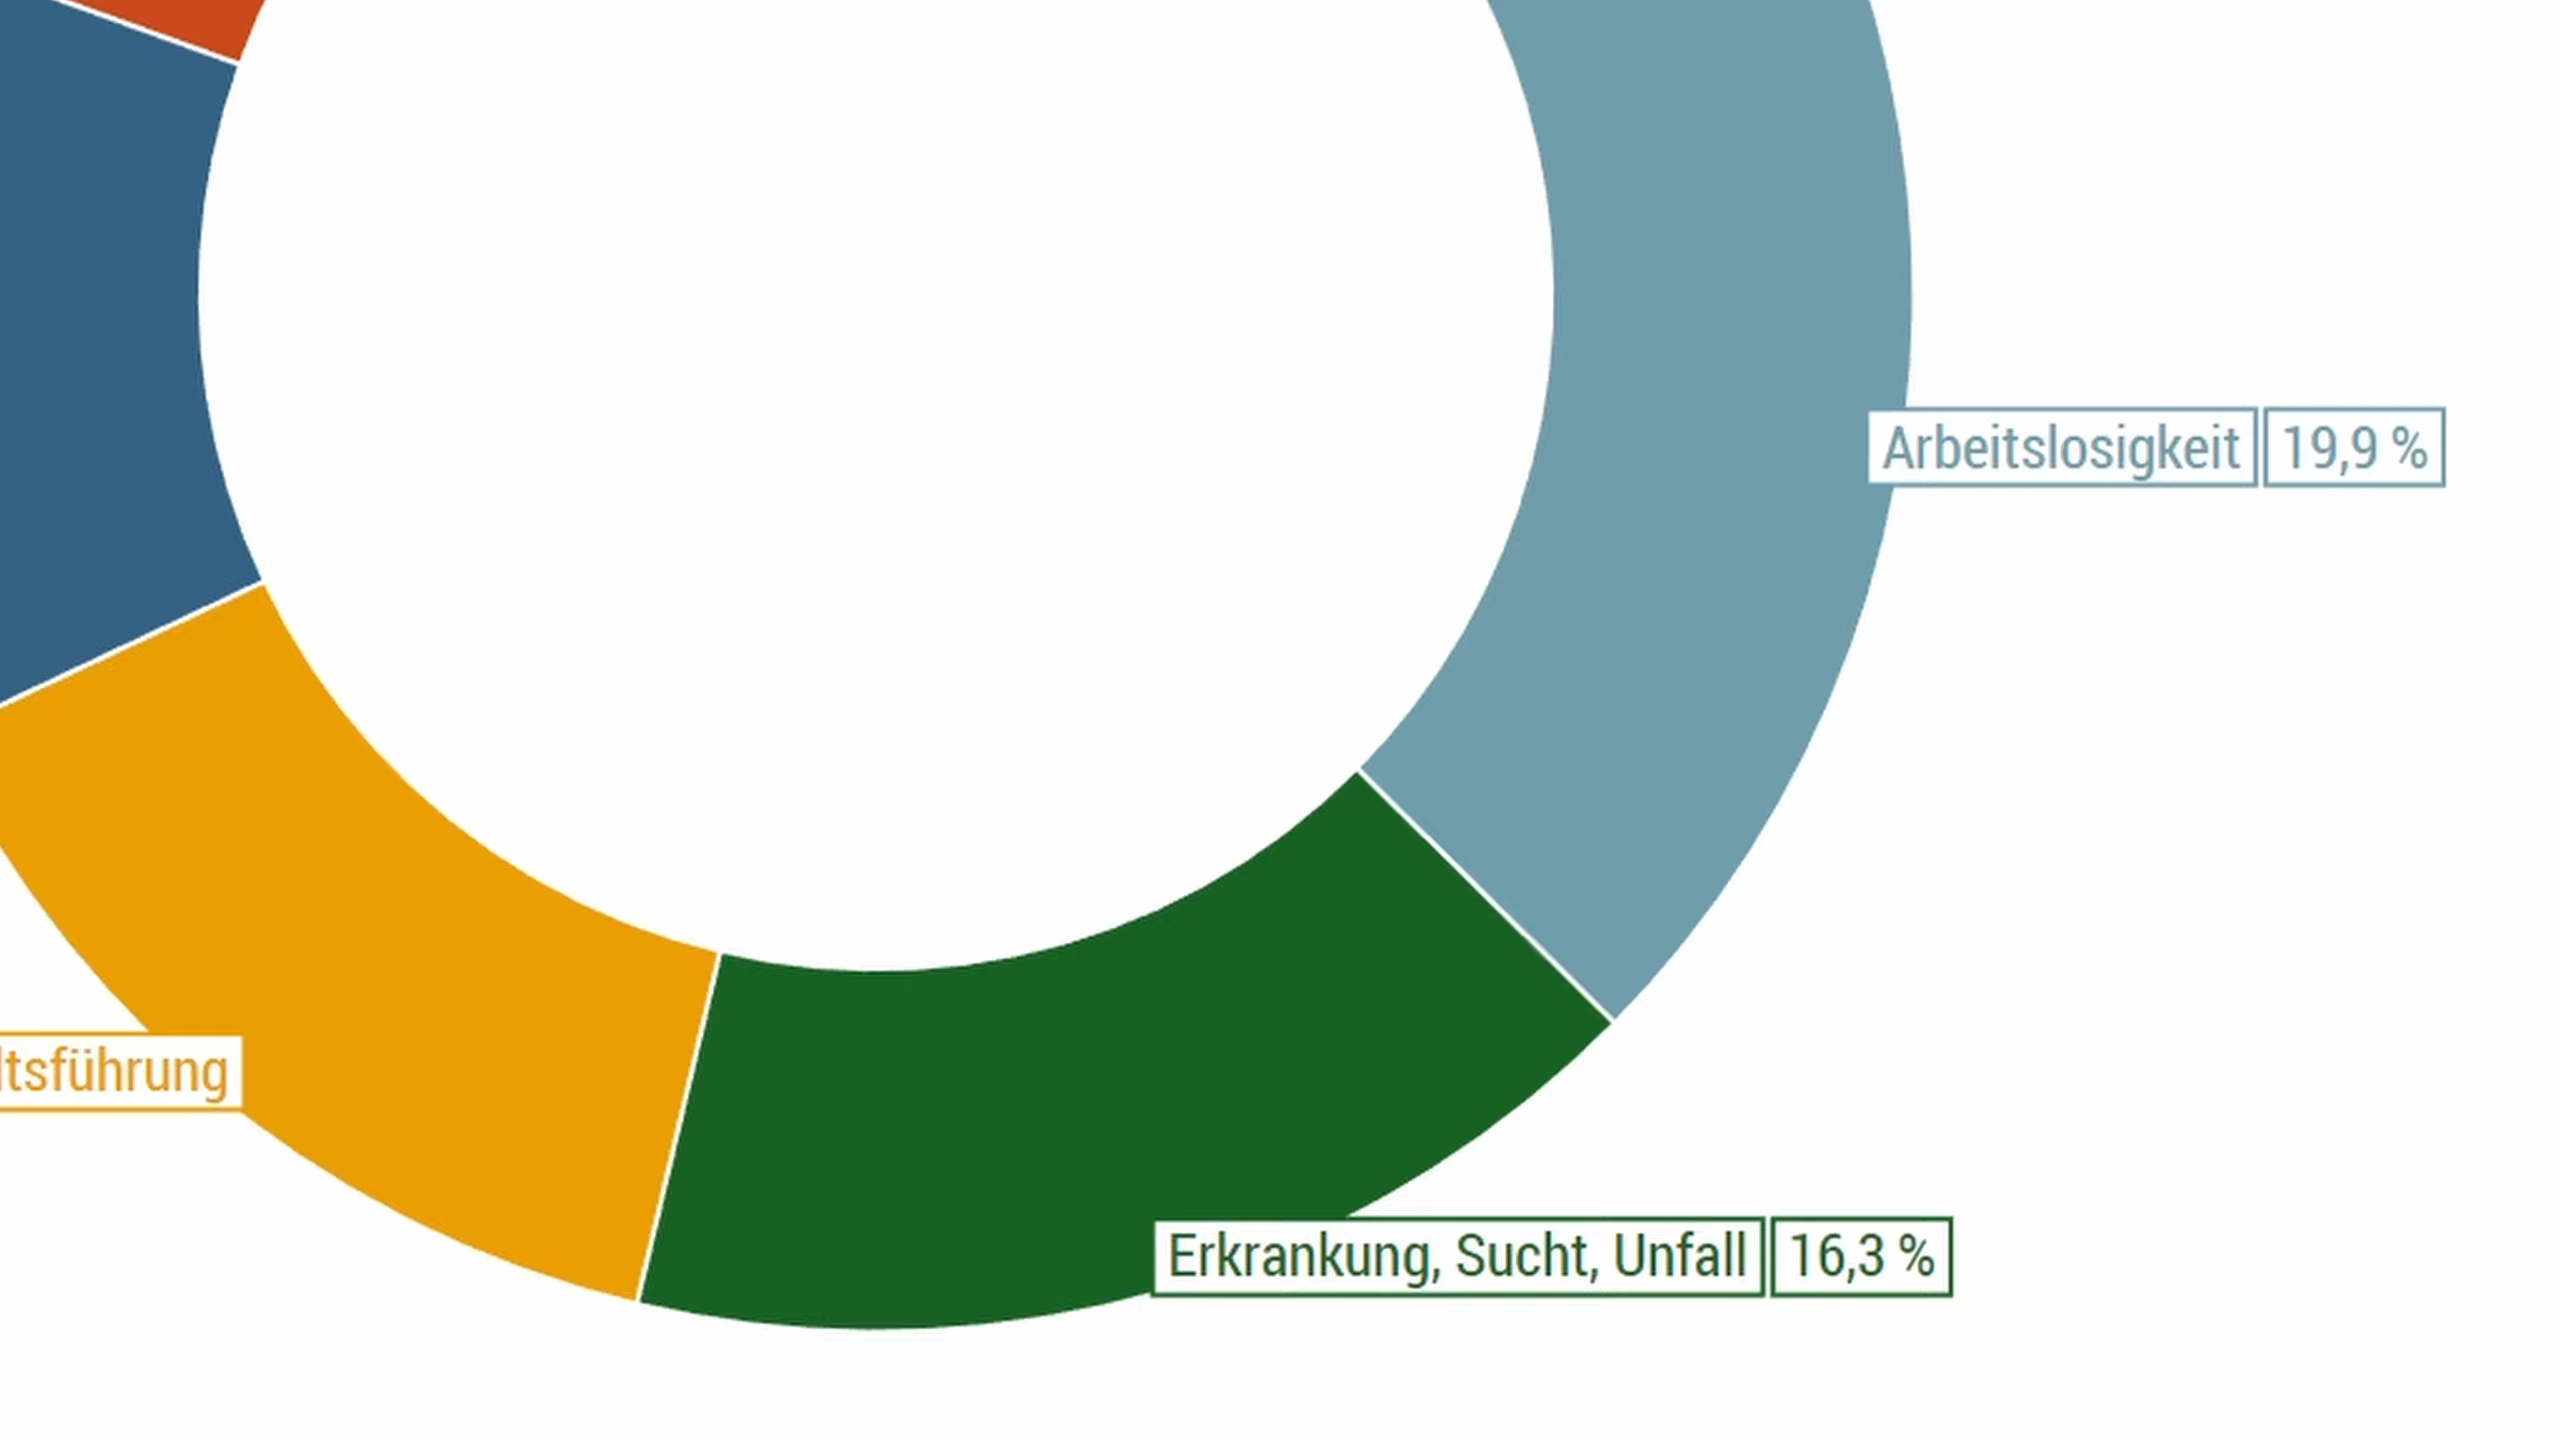 Arbeitslosigkeit 19,9 %
ltsführung
Erkrankung, Sucht, Unfall 16,3 %